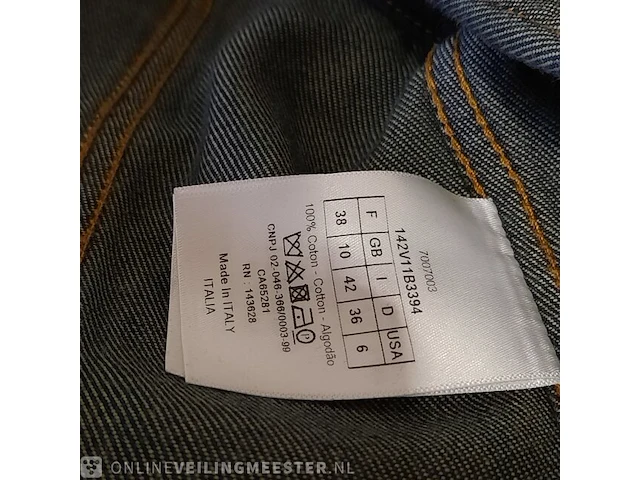 7007003
142V11B3394
F GB I D USA
38 10 42 36 6
100% Coton - Cotton - Algodão
CNPJ 02-046-366/0003-99
CA65281
RN : 143628
Made In ITALY
ITALIA
ONLINEVEILINGMEESTER.NL